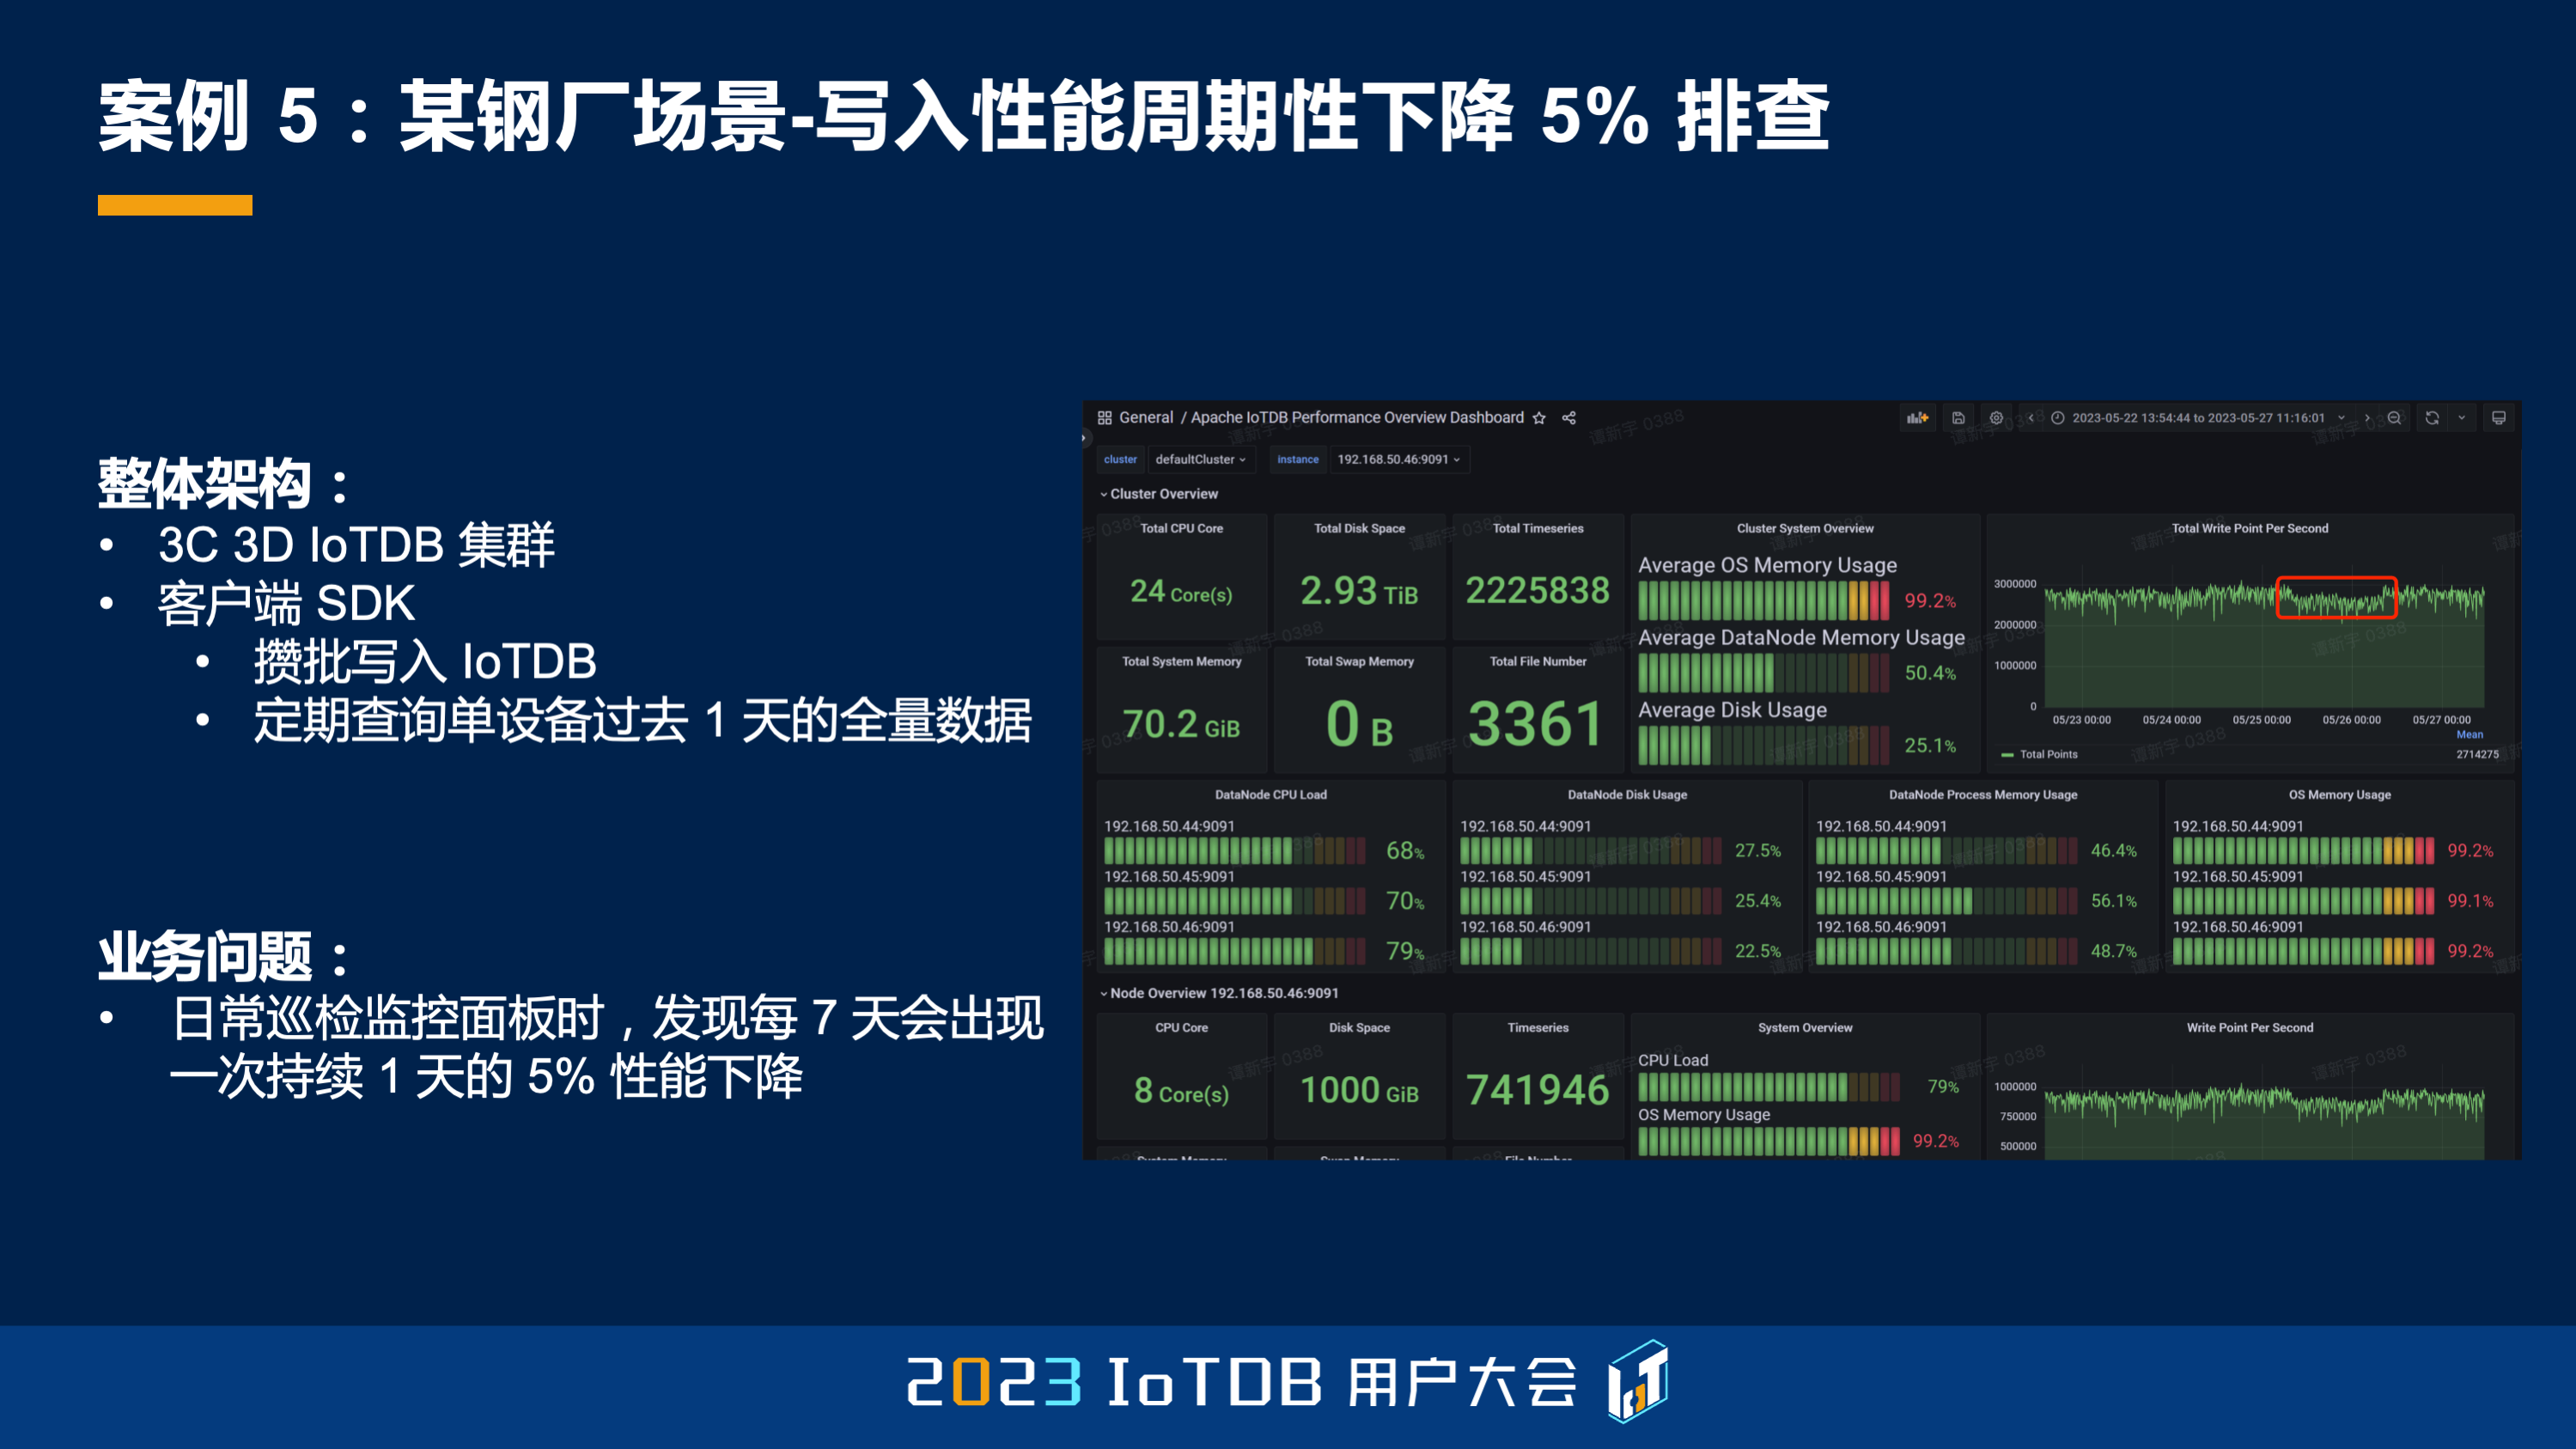 案例 5：某钢厂场景-写入性能周期性下降 5% 排查
整体架构：
• 3C 3D IoTDB 集群
• 客户端 SDK
• 攒批写入 IoTDB
• 定期查询单设备过去 1 天的全量数据
业务问题：
• 日常巡检监控面板时，发现每 7 天会出现
一次持续 1 天的 5% 性能下降
General / Apache IoTDB Performance Overview Dashboard
2023-05-22 13:54:44 to 2023-05-27 11:16:01
cluster defaultCluster instance 192.168.50.46:9091
Cluster Overview
Total CPU Core
24 Core(s)
Total Disk Space
2.93 TiB
Total Timeseries
2225838
Total System Memory
70.2 GiB
Total Swap Memory
0 B
Total File Number
3361
Cluster System Overview
Average OS Memory Usage
99.2%
Average DataNode Memory Usage
50.4%
Average Disk Usage
25.1%
Total Write Point Per Second
3000000
2000000
1000000
0
05/23 00:00 05/24 00:00 05/25 00:00 05/26 00:00 05/27 00:00
Mean
Total Points 2714275
DataNode CPU Load
192.168.50.44:9091
68%
192.168.50.45:9091
70%
192.168.50.46:9091
79%
DataNode Disk Usage
192.168.50.44:9091
27.5%
192.168.50.45:9091
25.4%
192.168.50.46:9091
22.5%
DataNode Process Memory Usage
192.168.50.44:9091
46.4%
192.168.50.45:9091
56.1%
192.168.50.46:9091
48.7%
OS Memory Usage
192.168.50.44:9091
99.2%
192.168.50.45:9091
99.1%
192.168.50.46:9091
99.2%
Node Overview 192.168.50.46:9091
CPU Core
8 Core(s)
Disk Space
1000 GiB
Timeseries
741946
System Overview
CPU Load
79%
OS Memory Usage
99.2%
Write Point Per Second
1000000
750000
500000
System Memory
Swap Memory
File Number
谭新宇 0388
2023 IoTDB 用户大会